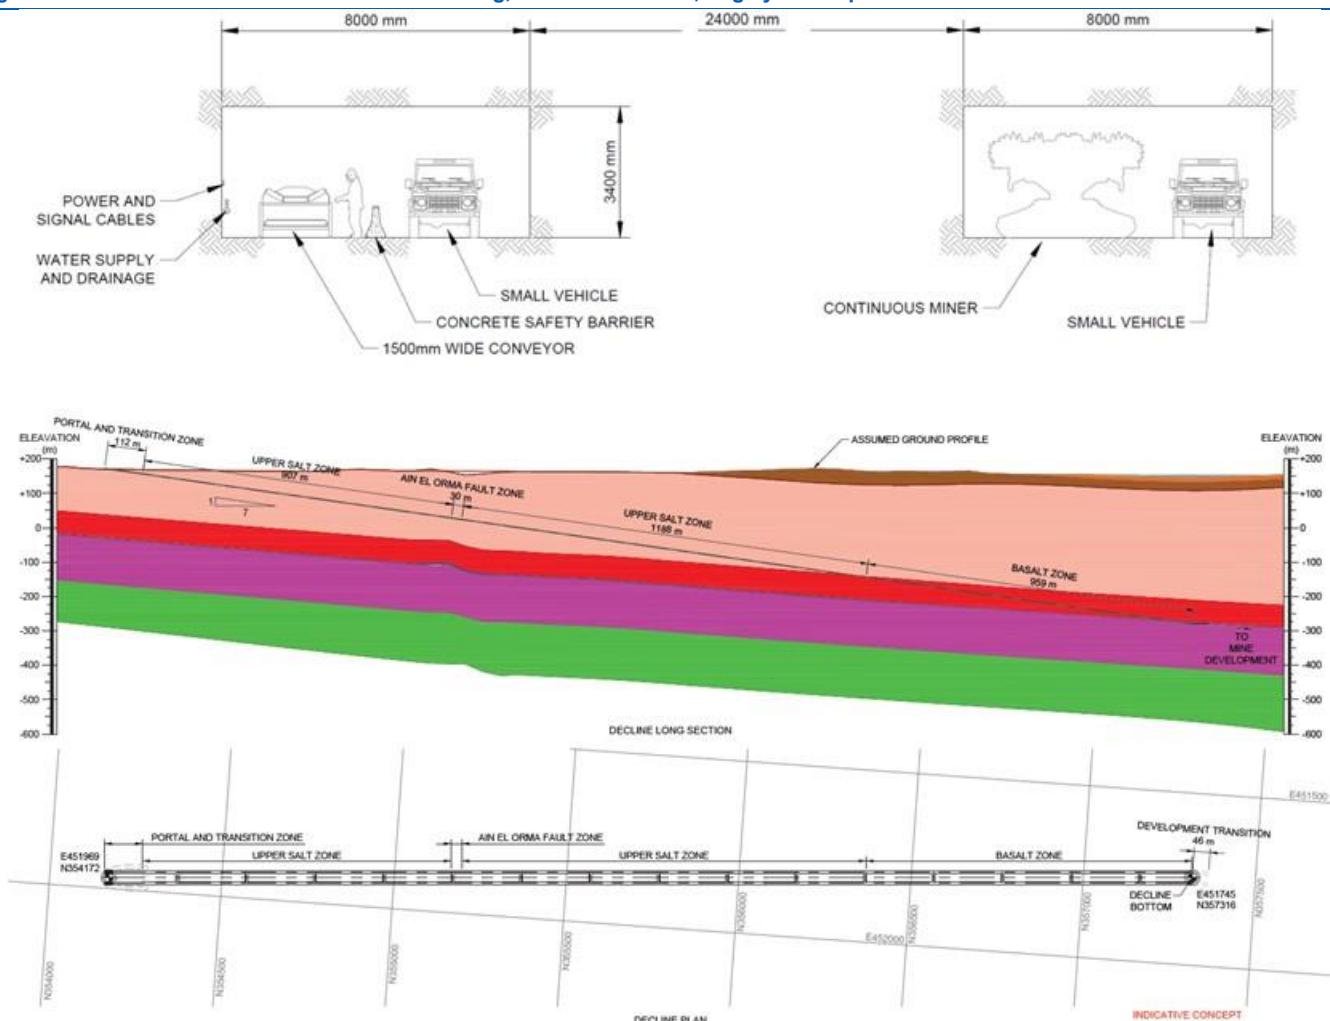 8000 mm
24000 mm
8000 mm
3400 mm
POWER AND
SIGNAL CABLES
WATER SUPPLY
AND DRAINAGE
SMALL VEHICLE
CONCRETE SAFETY BARRIER
1500mm WIDE CONVEYOR
CONTINUOUS MINER
SMALL VEHICLE
PORTAL AND TRANSITION ZONE
112 m
ELEAVATION
(m)
+200
+100
0
-100
-200
-300
-400
-500
-600
UPPER SALT ZONE
907 m
AIN EL ORMA FAULT ZONE
30 m
1
7
UPPER SALT ZONE
1188 m
ASSUMED GROUND PROFILE
BASALT ZONE
959 m
TO
MINE
DEVELOPMENT
ELEAVATION
(m)
+200
+100
0
-100
-200
-300
-400
-500
-600
DECLINE LONG SECTION
E451500
PORTAL AND TRANSITION ZONE
AIN EL ORMA FAULT ZONE
DEVELOPMENT TRANSITION
46 m
E451969
N354172
UPPER SALT ZONE
UPPER SALT ZONE
BASALT ZONE
DECLINE
BOTTOM
E451745
N357316
E452000
N354000
N354500
N355000
N355500
N356000
N356500
N357000
N357500
DECLINE PLAN
INDICATIVE CONCEPT